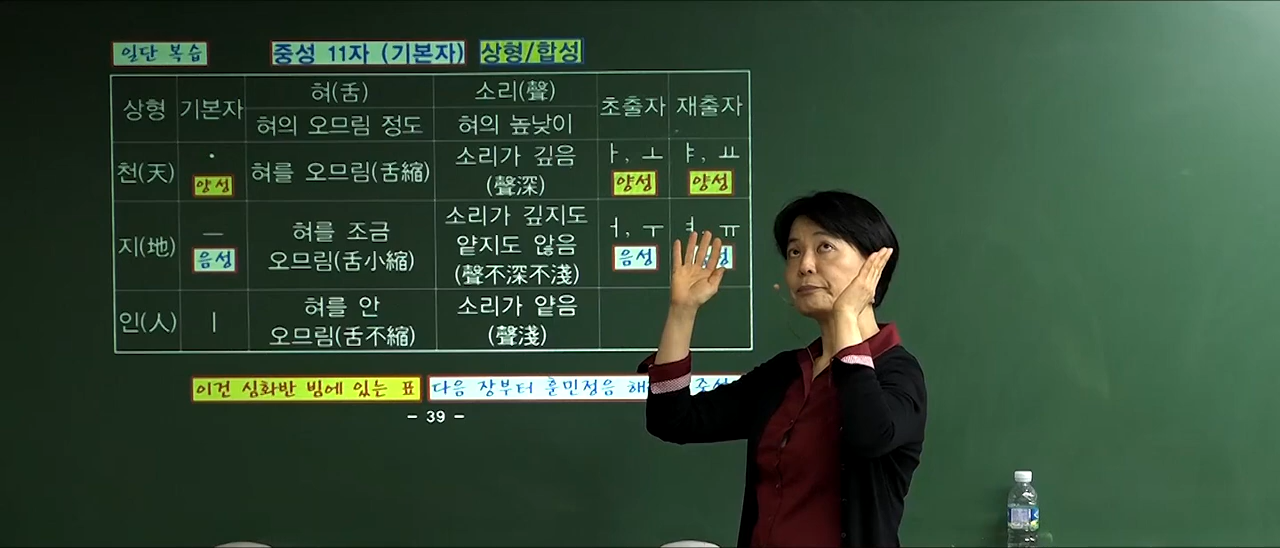 일단 복습 중성 11자 (기본자) 상형/합성
상형 기본자 혀(舌) 소리(聲) 초출자 재출자
혀의 오므림 정도 혀의 높낮이
천(天) · 혀를 오므림(舌縮) 소리가 깊음 ㅏ, ㅗ ㅑ, ㅛ
양성 (聲深) 양성 양성
지(地) ㅡ 혀를 조금 소리가 깊지도 ㅓ, ㅜ ㅕ, ㅠ
음성 오므림(舌小縮) 얕지도 않음 음성
(聲不深不淺)
인(人) ㅣ 혀를 안 소리가 얕음
오므림(舌不縮) (聲淺)
이건 심화반 빔에 있는 표 다음 장부터 훈민정음
- 39 -